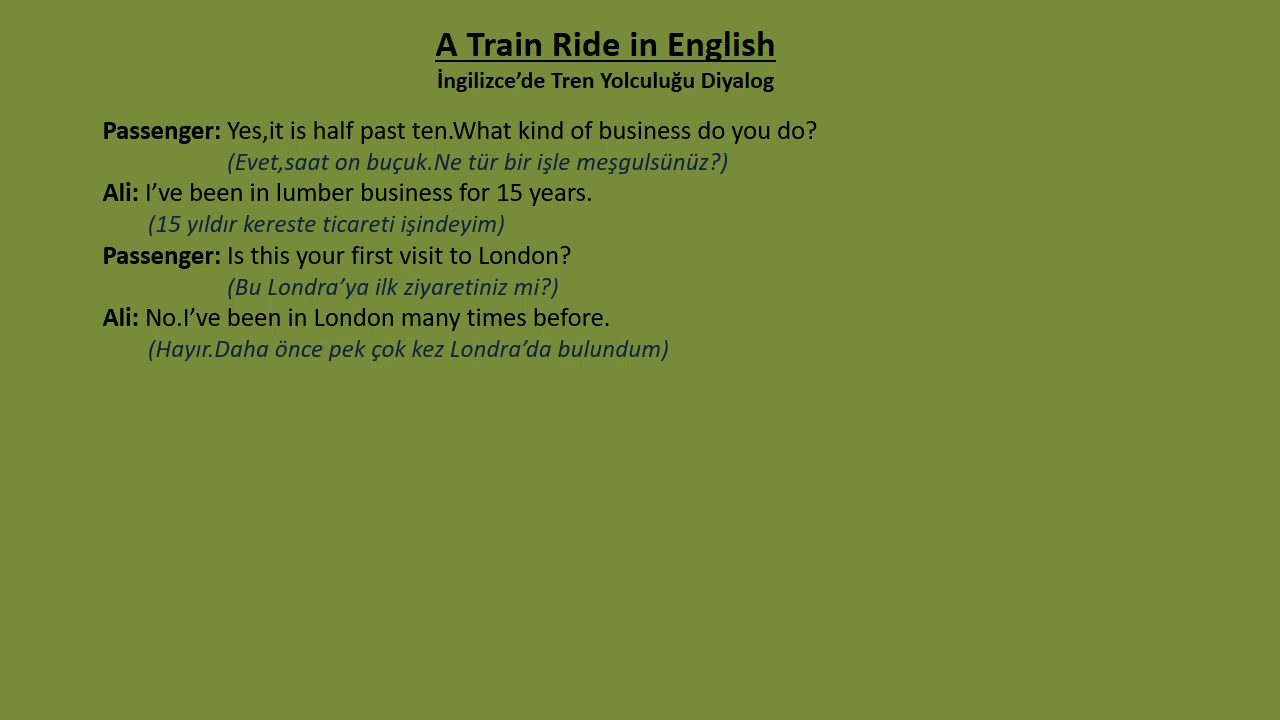 A Train Ride in English
İngilizce’de Tren Yolculuğu Diyalog
Passenger: Yes,it is half past ten.What kind of business do you do?
(Evet,saat on buçuk.Ne tür bir işle meşgulsünüz?)
Ali: I’ve been in lumber business for 15 years.
(15 yıldır kereste ticareti işindeyim)
Passenger: Is this your first visit to London?
(Bu Londra’ya ilk ziyaretiniz mi?)
Ali: No.I’ve been in London many times before.
(Hayır.Daha önce pek çok kez Londra’da bulundum)